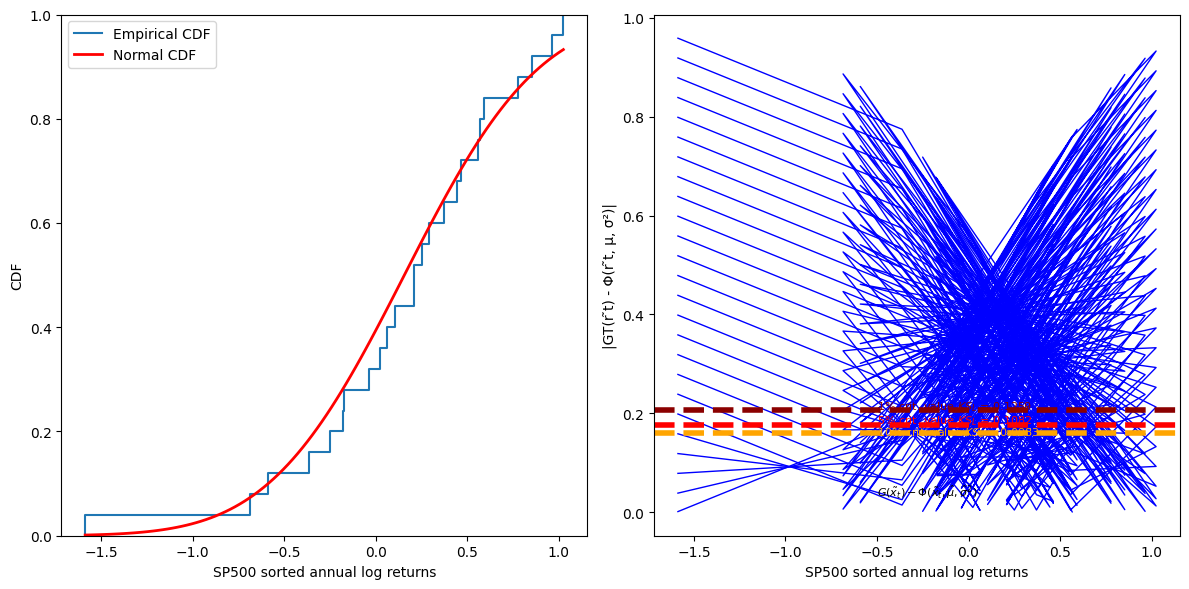 Empirical CDF
Normal CDF
CDF
1.0
0.8
0.6
0.4
0.2
0.0
−1.5 −1.0 −0.5 0.0 0.5 1.0
SP500 sorted annual log returns
|GT(r̃ t) - Φ(r̃ t, μ, σ²)|
1.0
0.8
0.6
0.4
0.2
0.0
−1.5 −1.0 −0.5 0.0 0.5 1.0
SP500 sorted annual log returns